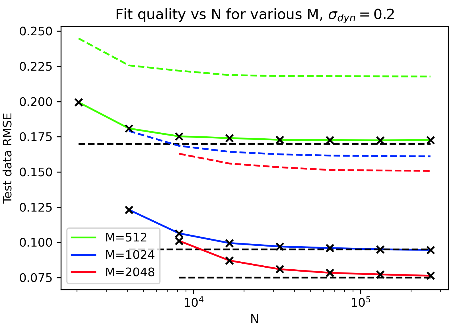 Fit quality vs N for various M, σ_dyn = 0.2
Test data RMSE
0.250
0.225
0.200
0.175
0.150
0.125
0.100
0.075
M=512
M=1024
M=2048
10^4
10^5
N